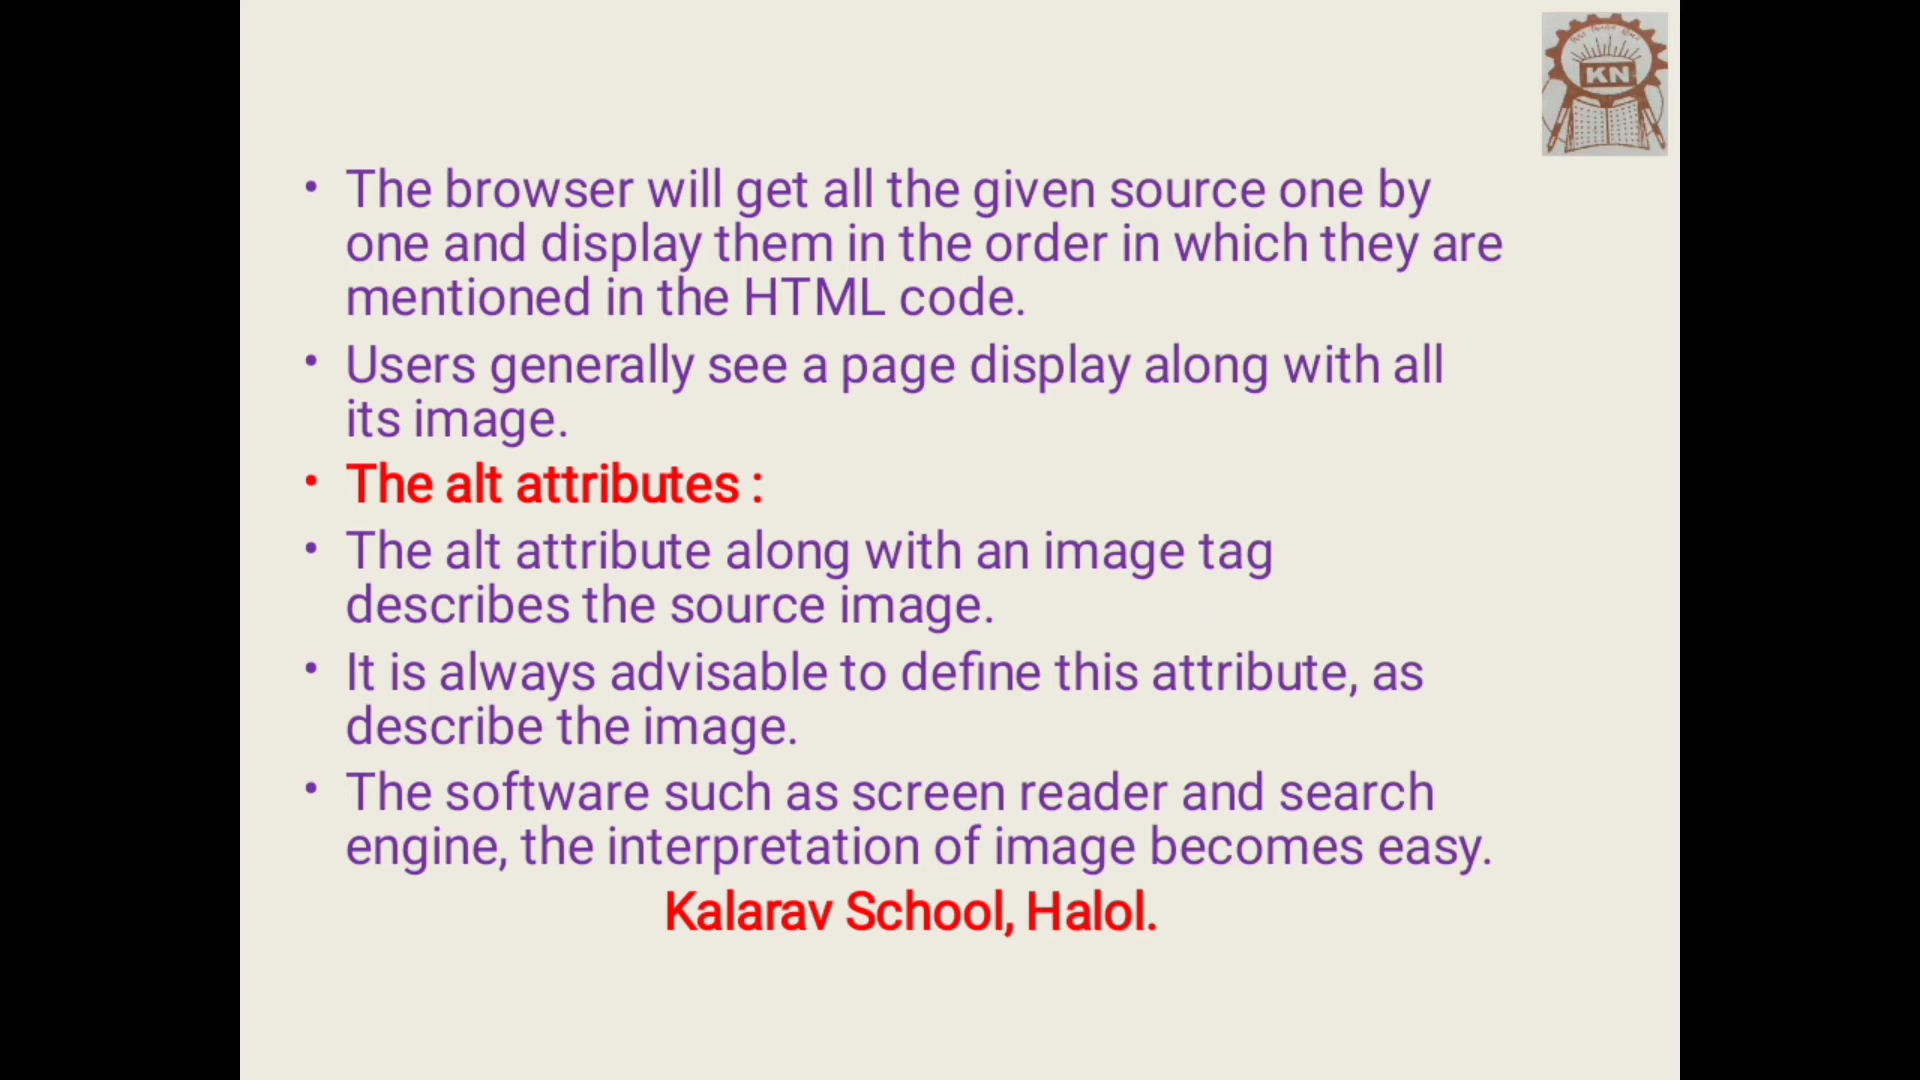 KN
• The browser will get all the given source one by
one and display them in the order in which they are
mentioned in the HTML code.
• Users generally see a page display along with all
its image.
• The alt attributes :
• The alt attribute along with an image tag
describes the source image.
• It is always advisable to define this attribute, as
describe the image.
• The software such as screen reader and search
engine, the interpretation of image becomes easy.
Kalarav School, Halol.